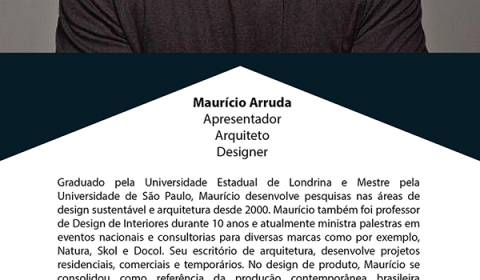 Maurício Arruda
Apresentador
Arquiteto
Designer
Graduado pela Universidade Estadual de Londrina e Mestre pela
Universidade de São Paulo, Maurício desenvolve pesquisas nas áreas de
design sustentável e arquitetura desde 2000. Maurício também foi professor
de Design de Interiores durante 10 anos e atualmente ministra palestras em
eventos nacionais e consultorias para diversas marcas como por exemplo,
Natura, Skol e Docol. Seu escritório de arquitetura, desenvolve projetos
residenciais, comerciais e temporários. No design de produto, Maurício se
consolidou como referência da produção contemporânea brasileira